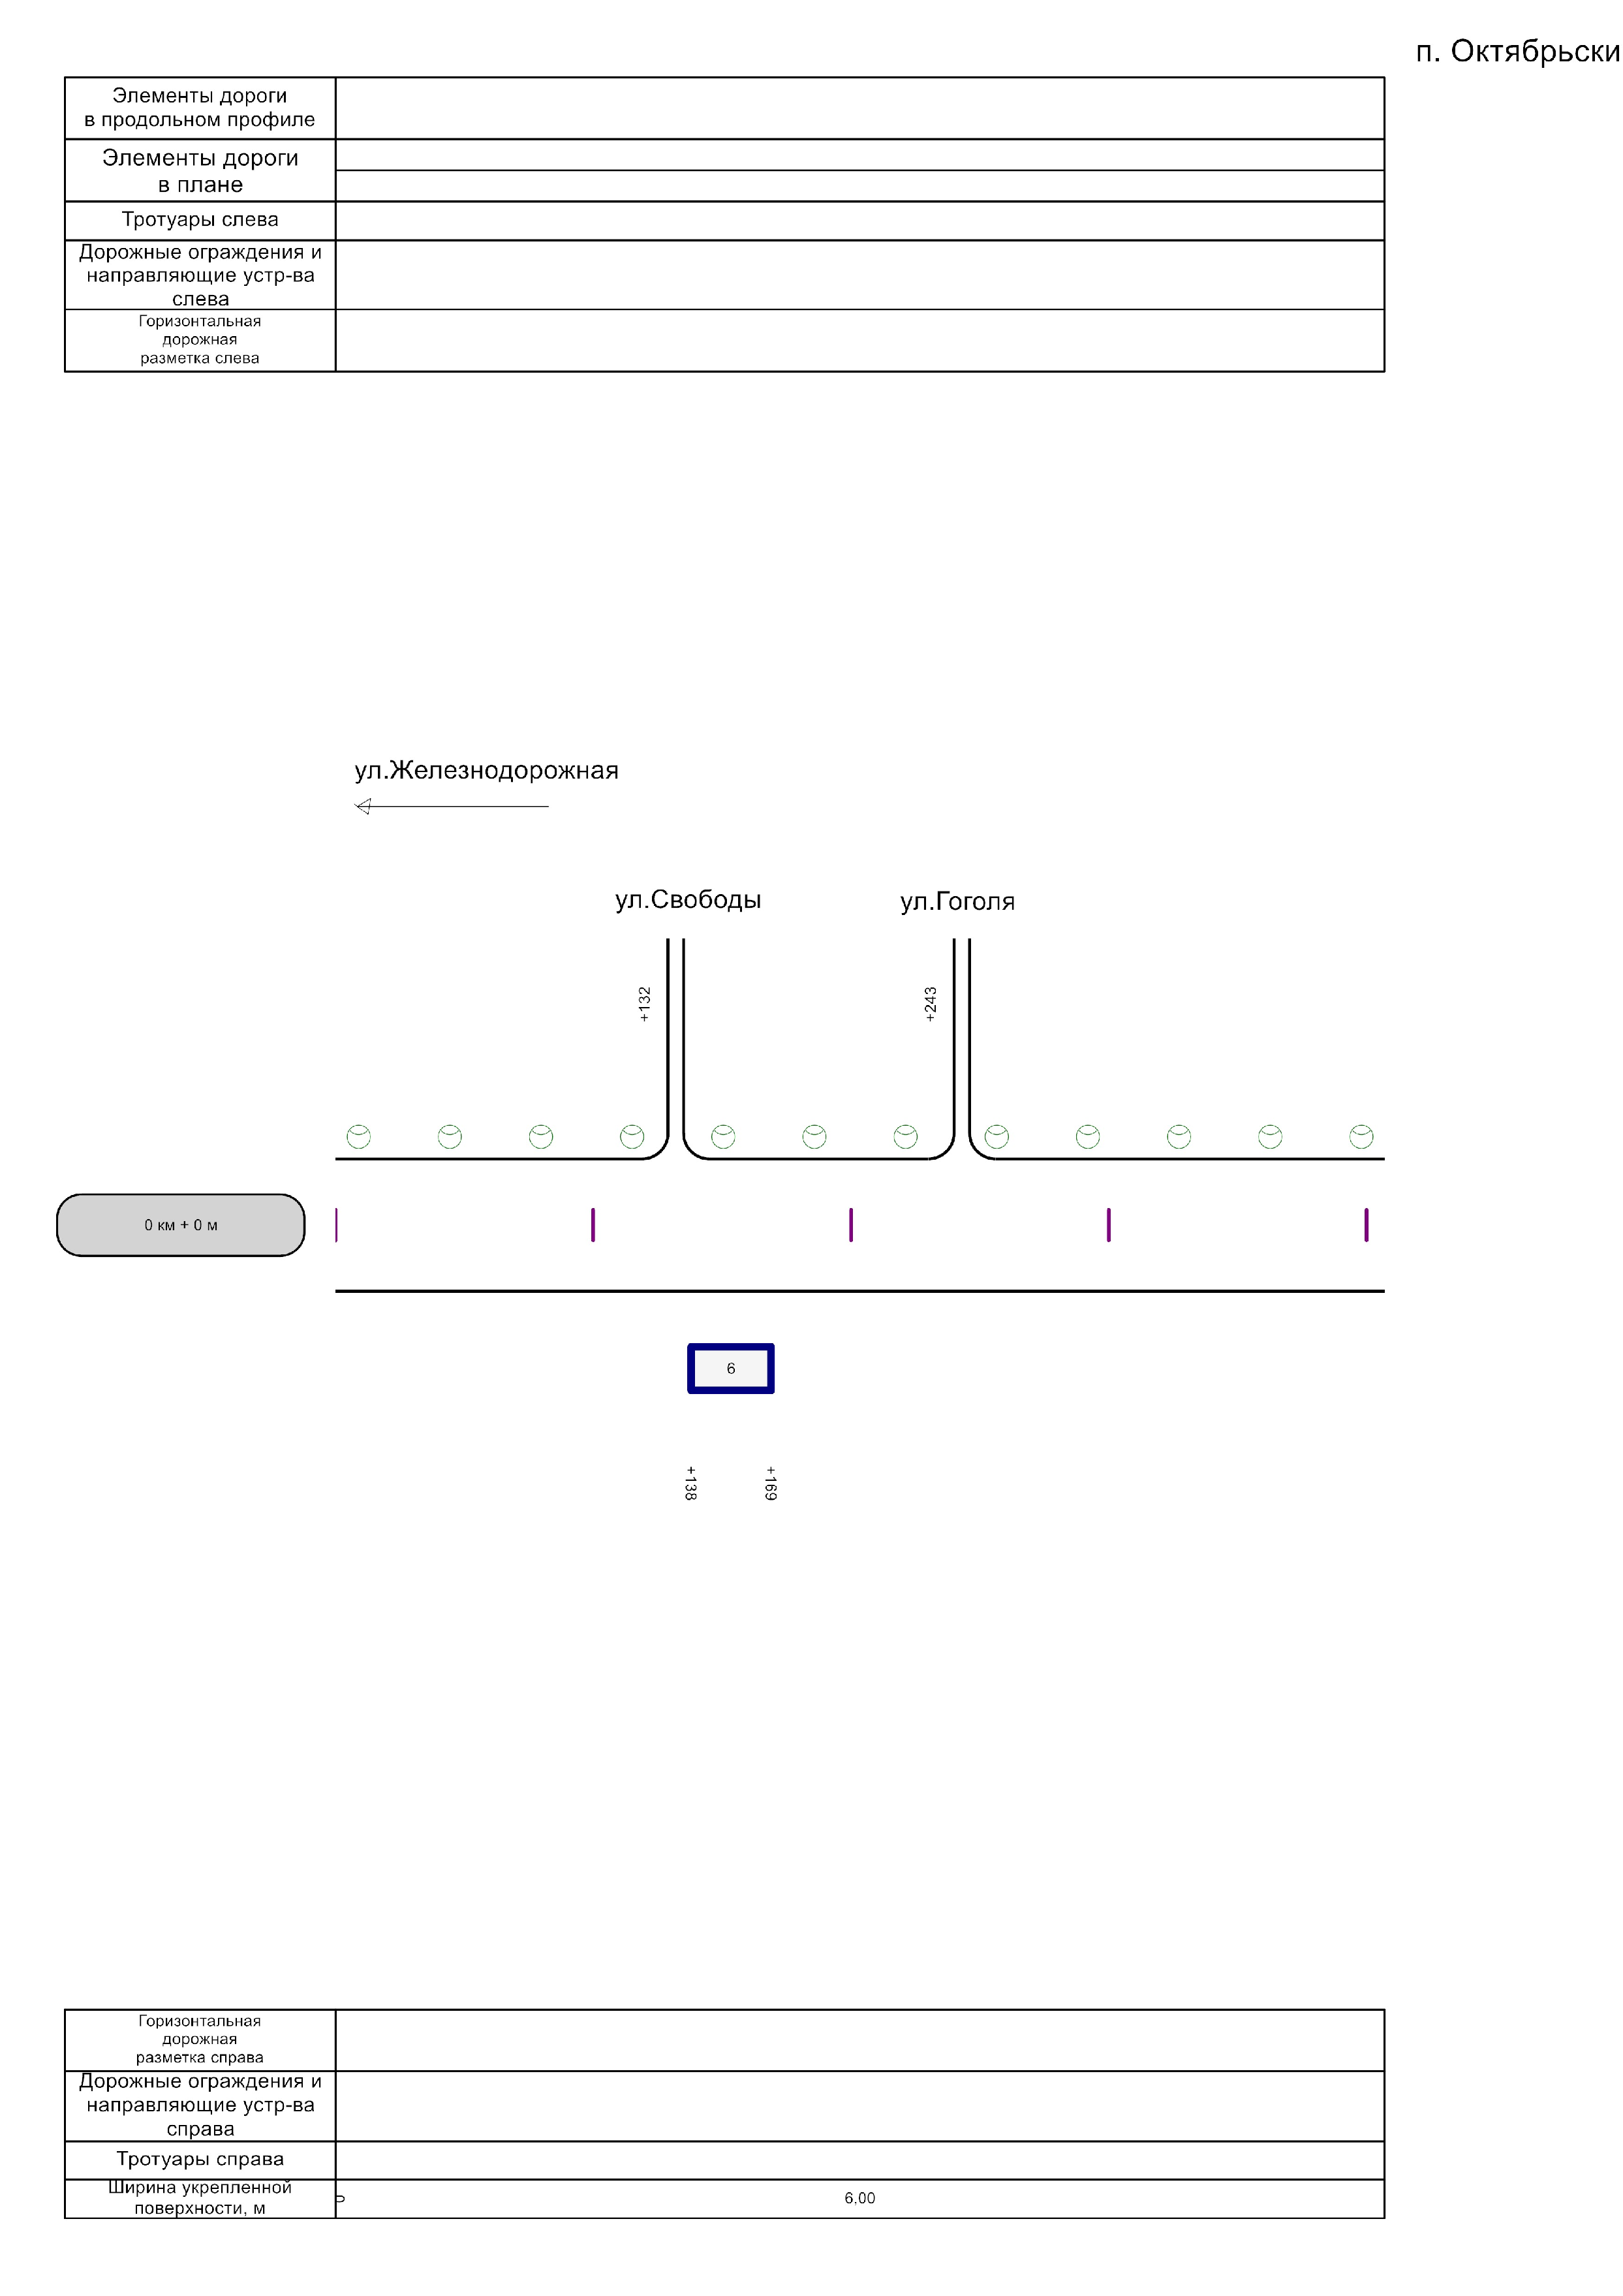 п. Октябрьски
Элементы дороги
в продольном профиле
Элементы дороги
в плане
Тротуары слева
Дорожные ограждения и
направляющие устр-ва
слева
Горизонтальная
дорожная
разметка слева
ул.Железнодорожная
ул.Свободы
ул.Гоголя
+132
+243
0 км + 0 м
6
+138
+169
Горизонтальная
дорожная
разметка справа
Дорожные ограждения и
направляющие устр-ва
справа
Тротуары справа
Ширина укрепленной
поверхности, м
0
6,00